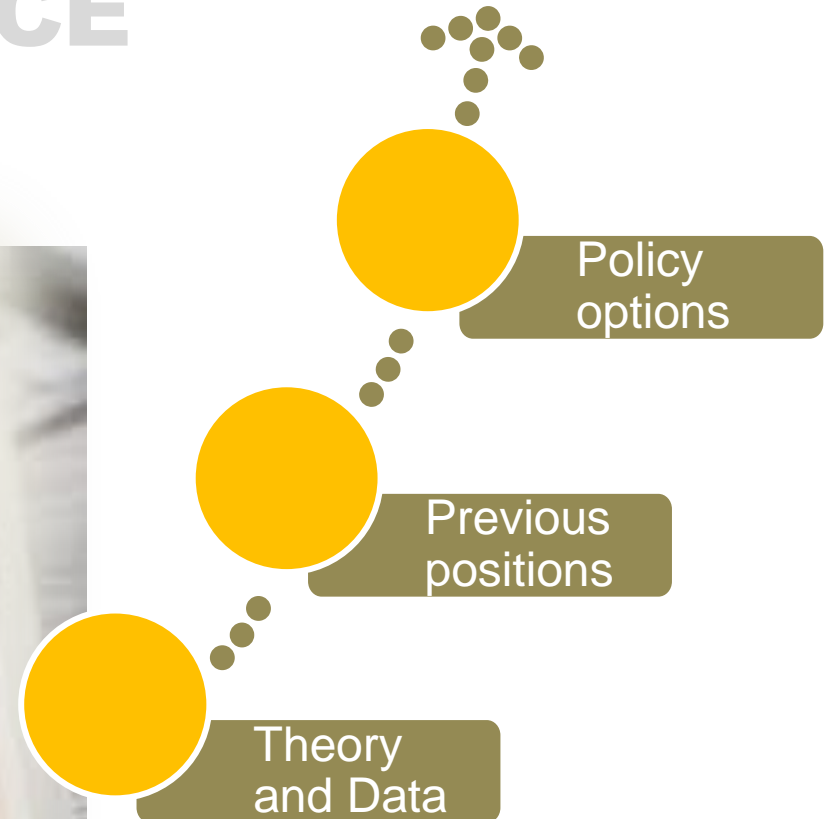 CE
Policy
options
Previous
positions
Theory
and Data